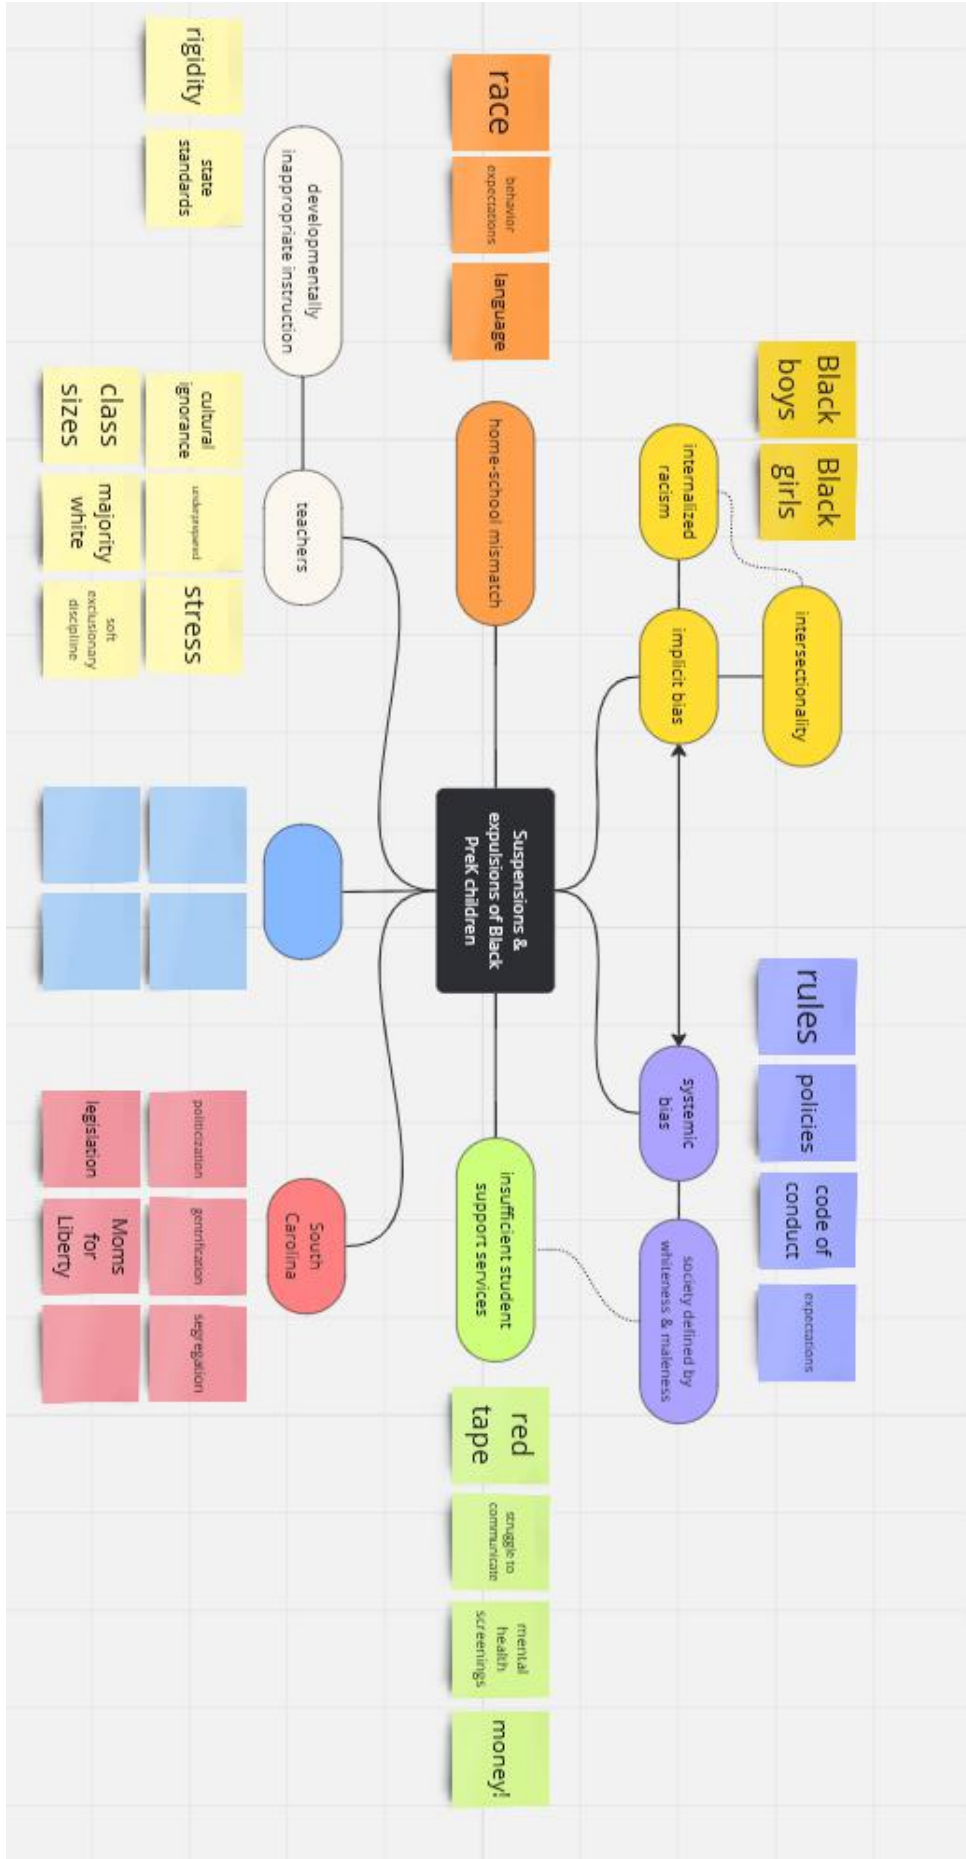 Black
boys
Black
girls
rules
policies
code of
conduct
expectations
intersectionality
internalized
racism
implicit bias
systemic
bias
society defined by
whiteness & maleness
race
behavior
expectations
language
home-school mismatch
Suspensions &
expulsions of Black
PreK children
insufficient student
support services
red
tape
struggle to
communicate
mental
health
screenings
money!
developmentally
inappropriate instruction
teachers
South
Carolina
rigidity
state
standards
cultural
ignorance
underprepared
stress
class
sizes
majority
white
soft
exclusionary
discipline
politicization
gentrification
segregation
legislation
Moms
for
Liberty